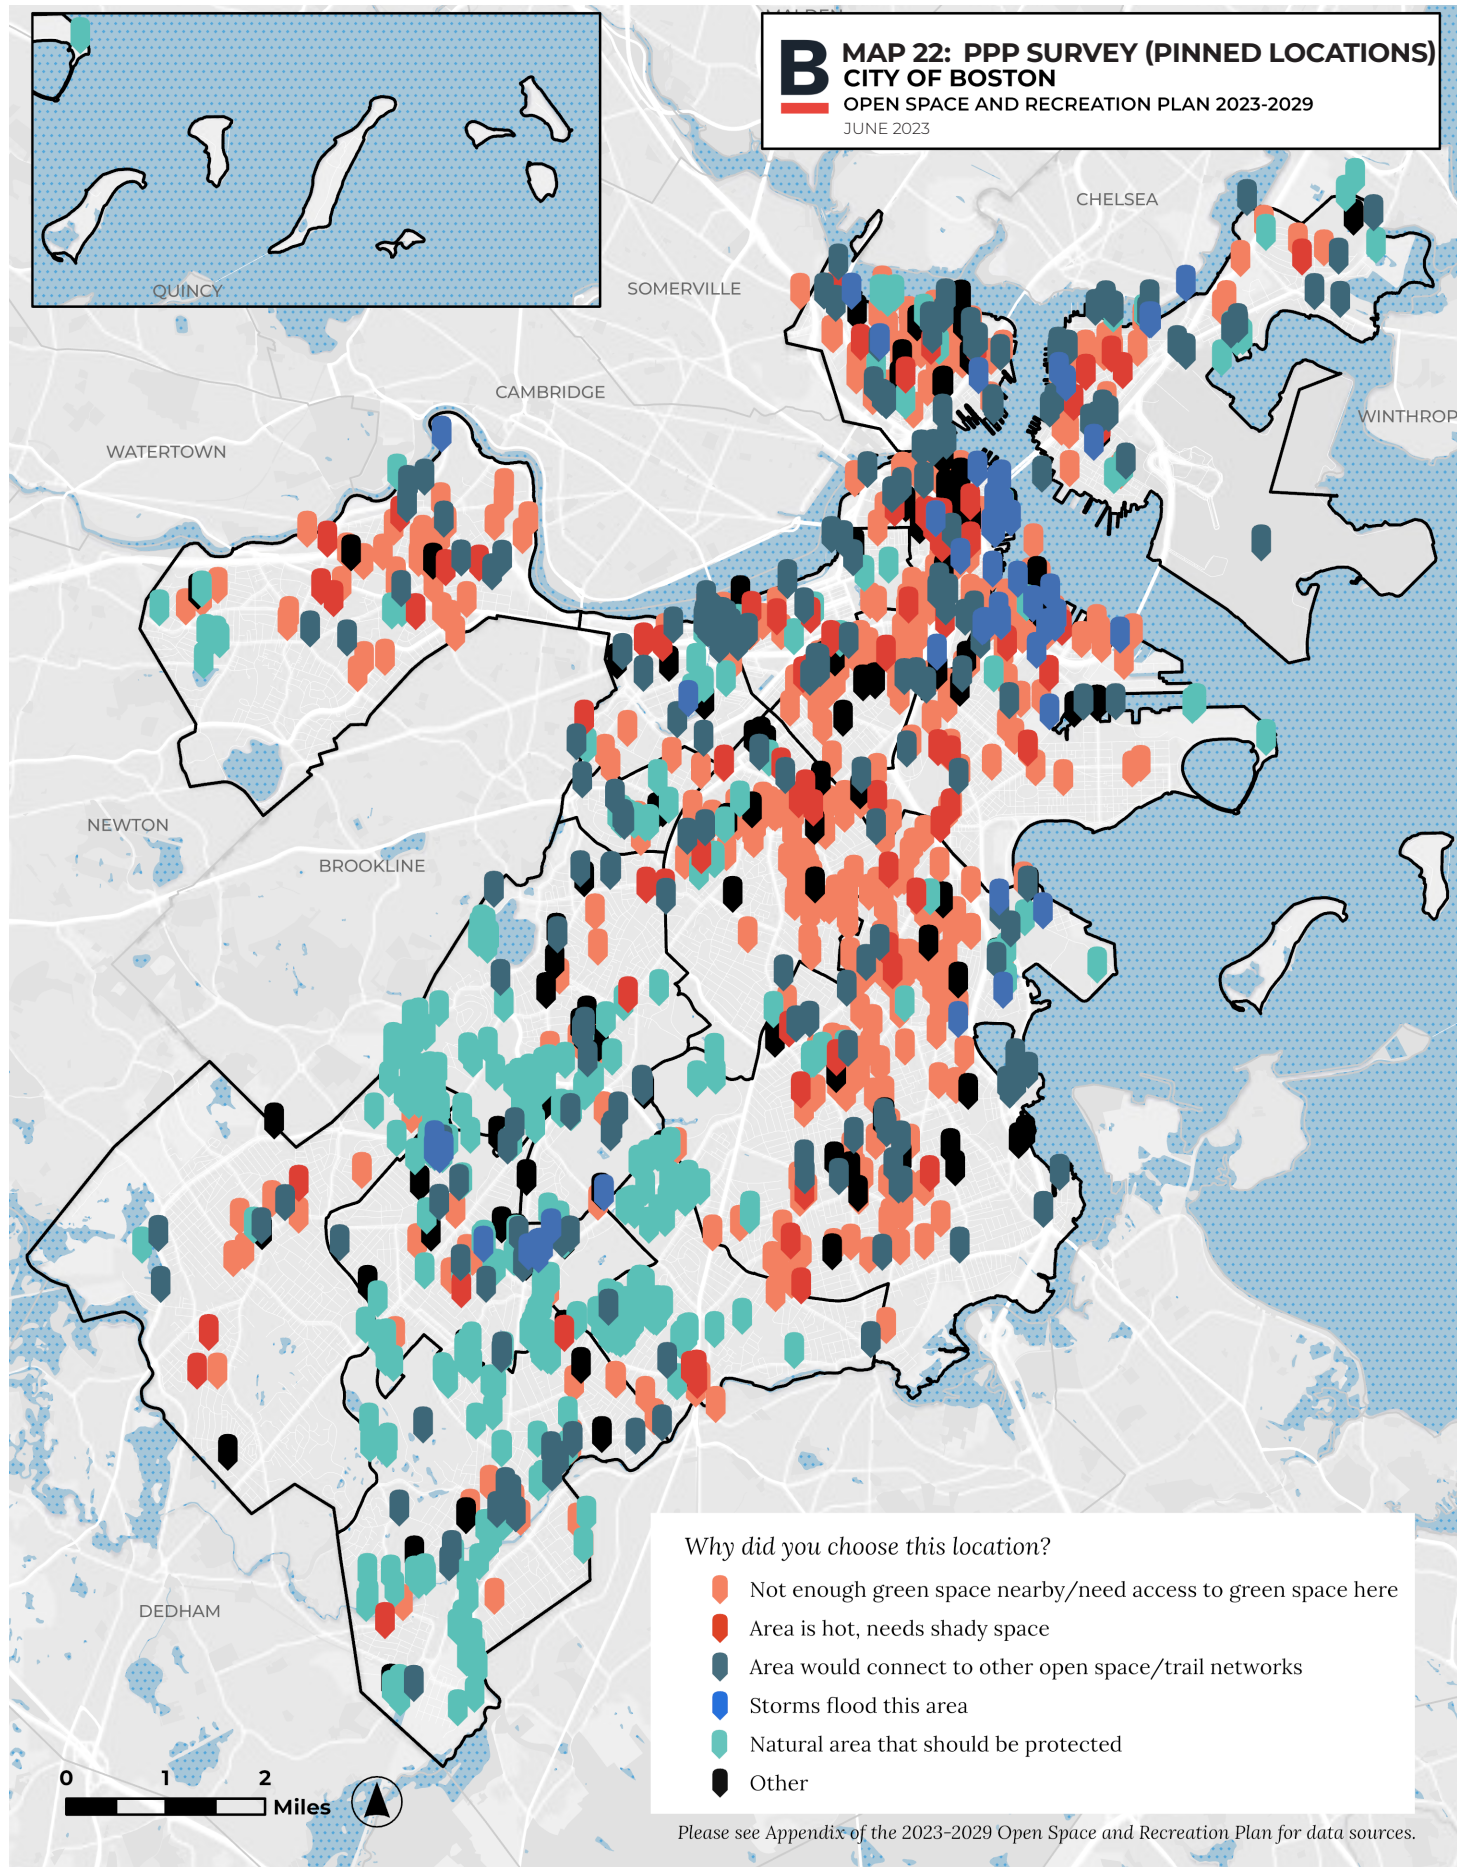 MALDEN
B
MAP 22: PPP SURVEY (PINNED LOCATIONS)
CITY OF BOSTON
OPEN SPACE AND RECREATION PLAN 2023-2029
JUNE 2023
CHELSEA
QUINCY
SOMERVILLE
CAMBRIDGE
WINTHROP
WATERTOWN
NEWTON
BROOKLINE
DEDHAM
Why did you choose this location?
Not enough green space nearby/need access to green space here
Area is hot, needs shady space
Area would connect to other open space/trail networks
Storms flood this area
Natural area that should be protected
Other
0 1 2
Miles
Please see Appendix of the 2023-2029 Open Space and Recreation Plan for data sources.